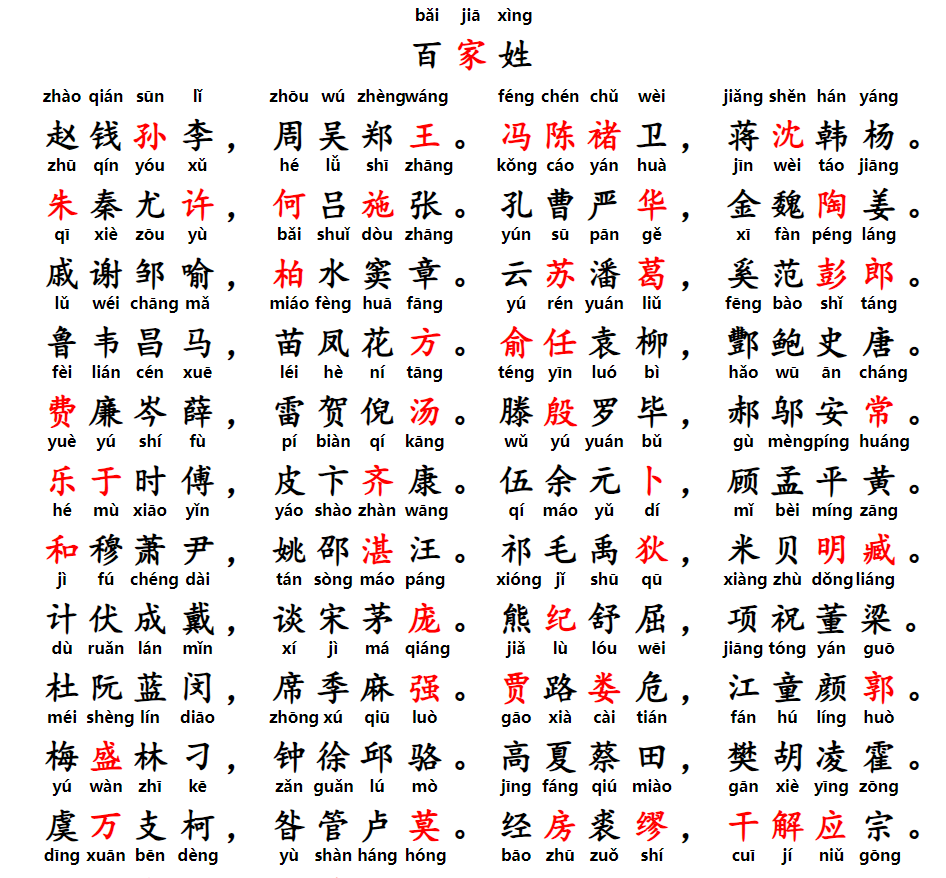 bǎi jiā xìng
百家姓
zhào qián sūn lǐ zhōu wú zhèng wáng féng chén chǔ wèi jiǎng shěn hán yáng
赵钱孙李，周吴郑王。冯陈褚卫，蒋沈韩杨。
zhū qín yóu xǔ hé lǚ shī zhāng kǒng cáo yán huà jīn wèi táo jiāng
朱秦尤许，何吕施张。孔曹严华，金魏陶姜。
qī xiè zōu yù bǎi shuǐ dòu zhāng yún sū pān gě xī fàn péng láng
戚谢邹喻，柏水窦章。云苏潘葛，奚范彭郎。
lǔ wéi chāng mǎ miáo fèng huā fāng yú rén yuán liǔ fēng bào shǐ táng
鲁韦昌马，苗凤花方。俞任袁柳，酆鲍史唐。
fèi lián cén xuē léi hè ní tāng téng yīn luó bì hǎo wū ān cháng
费廉岑薛，雷贺倪汤。滕殷罗毕，郝邬安常。
yuè yú shí fù pí biàn qí kāng wǔ yú yuán bǔ gù mèng píng huáng
乐于时傅，皮卞齐康。伍余元卜，顾孟平黄。
hé mù xiāo yǐn yáo shào zhàn wāng qí máo yǔ dí mǐ bèi míng zāng
和穆萧尹，姚邵湛汪。祁毛禹狄，米贝明臧。
jì fú chéng dài tán sòng máo páng xióng jǐ shū qū xiàng zhù dǒng liáng
计伏成戴，谈宋茅庞。熊纪舒屈，项祝董梁。
dù ruǎn lán mǐn xí jì má qiáng jiǎ lù lóu wēi jiāng tóng yán guō
杜阮蓝闵，席季麻强。贾路娄危，江童颜郭。
méi shèng lín diāo zhōng xú qiū luò gāo xià cài tián fán hú líng huò
梅盛林刁，钟徐邱骆。高夏蔡田，樊胡凌霍。
yú wàn zhī kē zǎn guǎn lú mò jīng fáng qiú miào gān xiè yīng zōng
虞万支柯，昝管卢莫。经房裘缪，干解应宗。
dīng xuān bēn dèng yù shàn háng hóng bāo zhū zuǒ shí cuī jí niǔ gōng